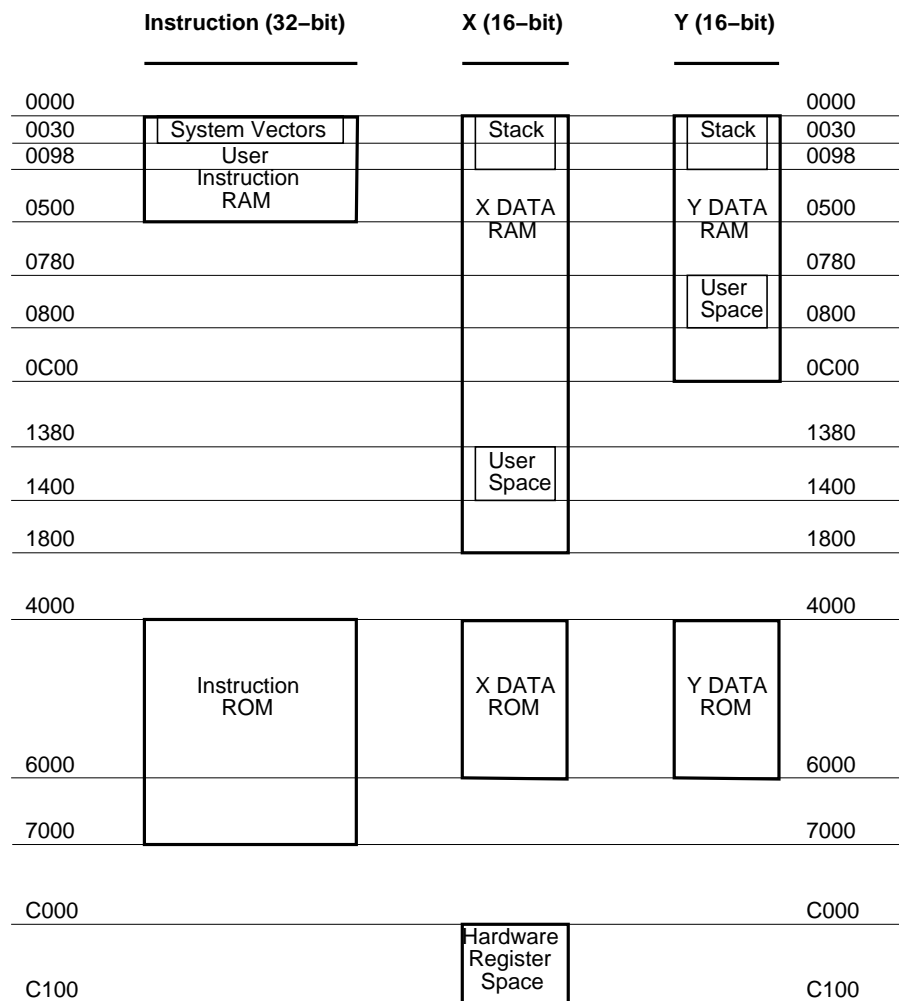 Instruction (32−bit) X (16−bit) Y (16−bit)
0000 0000
System Vectors Stack Stack
0030 0030
0098 User 0098
Instruction
RAM X DATA Y DATA
0500 RAM RAM 0500
0780 0780
User
0800 Space 0800
0C00 0C00
1380 1380
User
1400 Space 1400
1800 1800
4000 4000
Instruction X DATA Y DATA
ROM ROM ROM
6000 6000
7000 7000
C000 C000
Hardware
Register
C100 Space C100